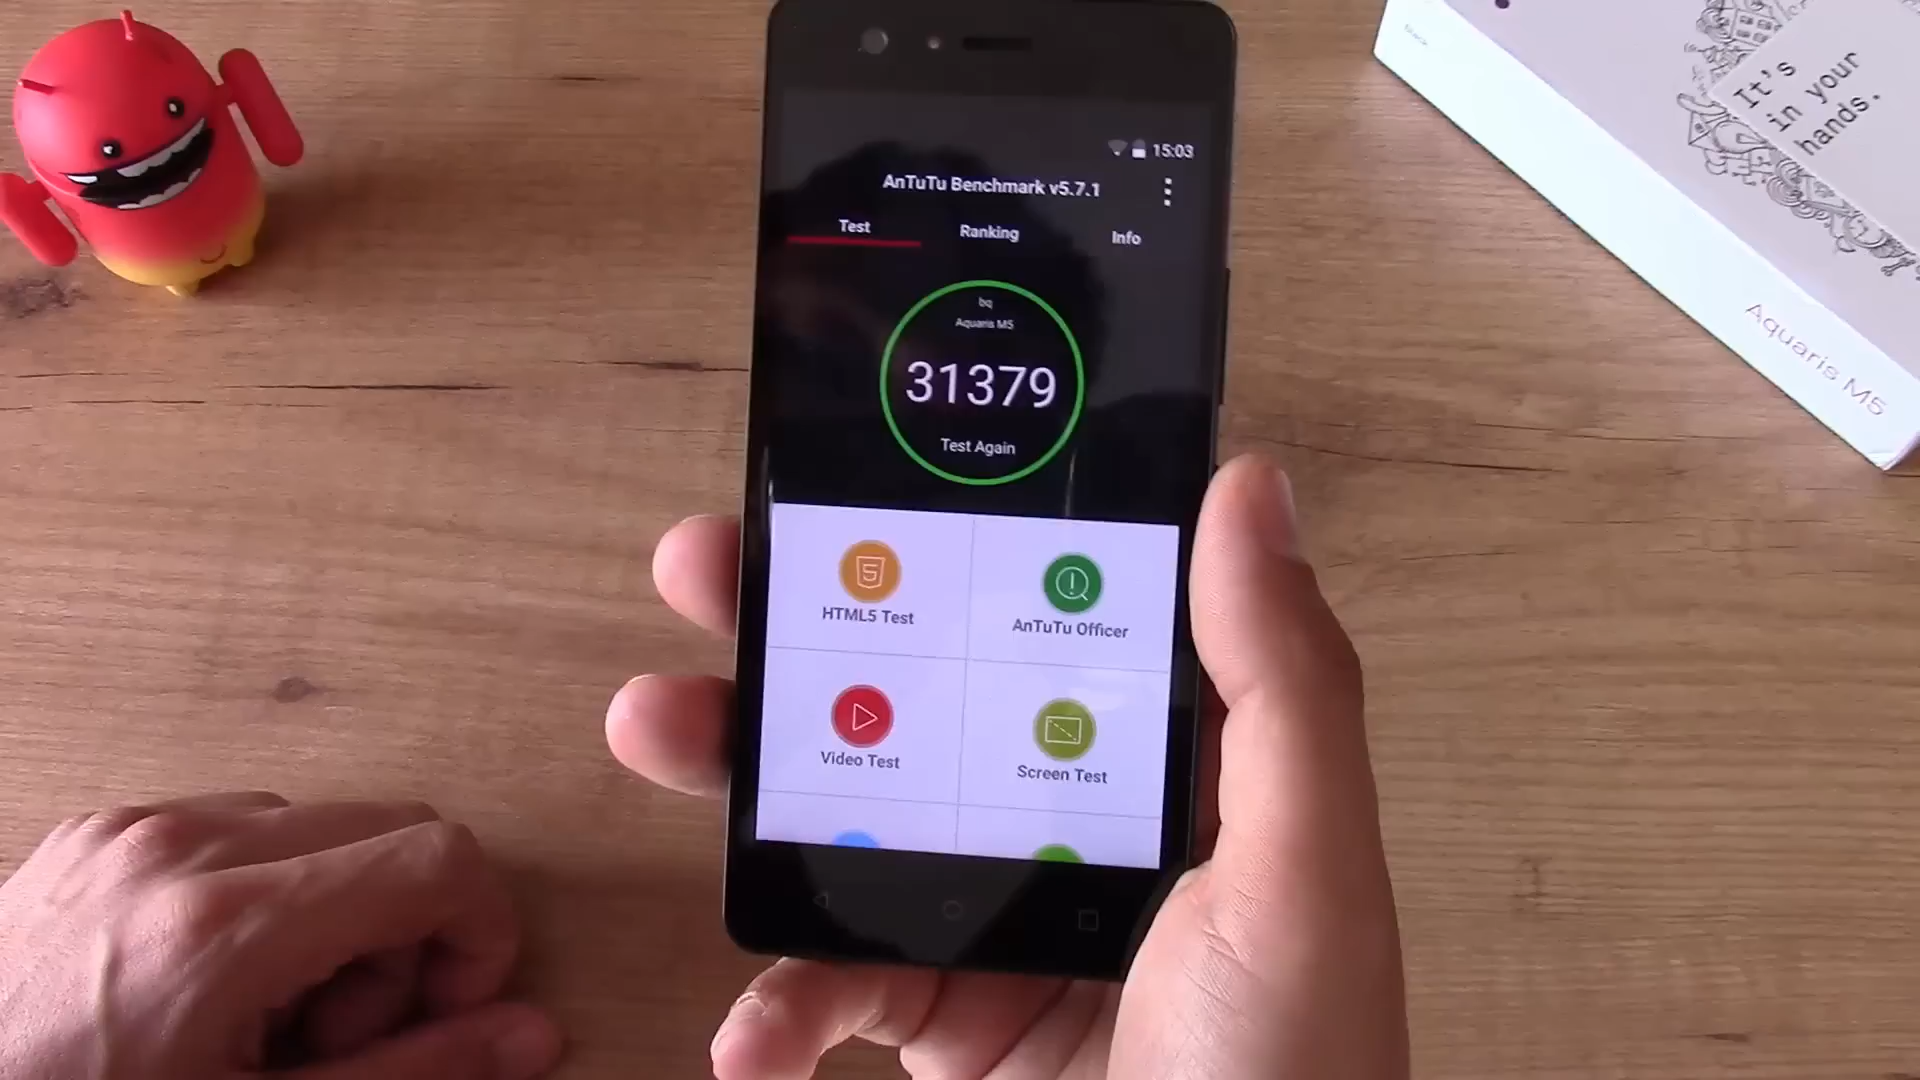 15:03
AnTuTu Benchmark v5.7.1
Test
Ranking
Info
bq
Aquaris M5
31379
Test Again
HTML5 Test
AnTuTu Officer
Video Test
Screen Test
It's
in your
hands.
Aquaris M5